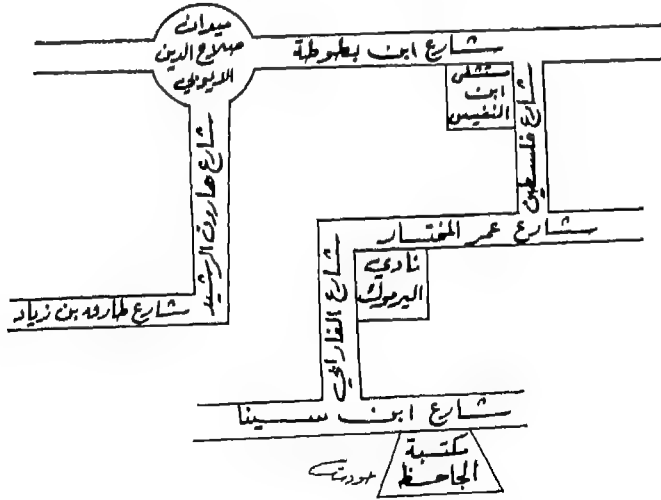 ميدان
صلاح الدين
الايوبي
شارع ابن بطوطة
مستشفى
ابن
النفيس
شارع فلسطين
شارع هارون الرشيد
شارع عمر المختار
نادي
اليرموك
شارع الفارابي
شارع طارق بن زياد
شارع ابن سينا
مكتبة
الجاحظ